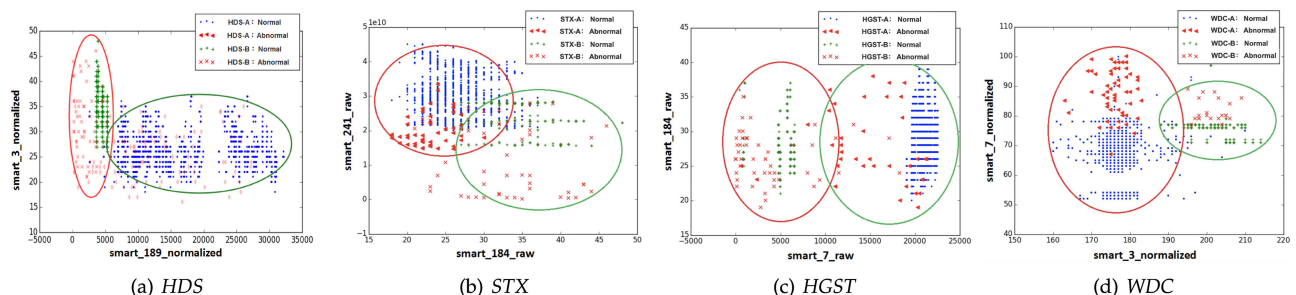 HDS-A: Normal
HDS-A: Abnormal
HDS-B: Normal
HDS-B: Abnormal
50
45
40
35
30
25
20
15
10
smart_3_normalized
-5000 0 5000 10000 15000 20000 25000 30000 35000
smart_189_normalized
(a) HDS
1e10
STX-A: Normal
STX-A: Abnormal
STX-B: Normal
STX-B: Abnormal
5
4
3
2
1
0
-1
smart_241_raw
15 20 25 30 35 40 45 50
smart_184_raw
(b) STX
HGST-A: Normal
HGST-A: Abnormal
HGST-B: Normal
HGST-B: Abnormal
45
40
35
30
25
20
15
smart_184_raw
-5000 0 5000 10000 15000 20000 25000
smart_7_raw
(c) HGST
WDC-A: Normal
WDC-A: Abnormal
WDC-B: Normal
WDC-B: Abnormal
110
100
90
80
70
60
50
40
smart_7_normalized
150 160 170 180 190 200 210 220
smart_3_normalized
(d) WDC